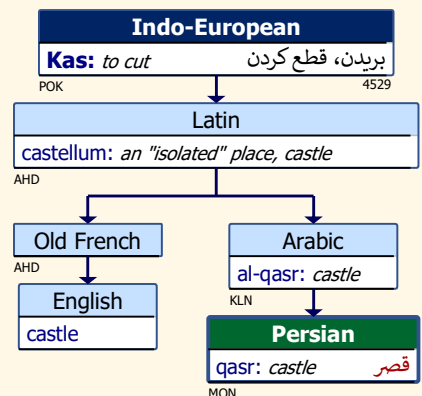 Indo-European
Kas: to cut بریدن، قطع کردن
POK 4529
Latin
castellum: an "isolated" place, castle
AHD
Old French Arabic
al-qasr: castle
AHD
KLN
English
castle
Persian
qasr: castle قصر
MON